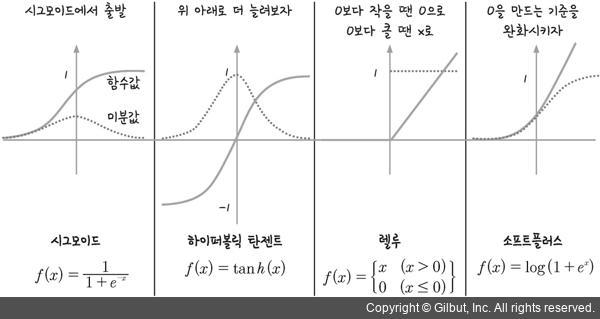 시그모이드에서 출발
1
함수값
미분값
시그모이드
f(x) = 1 / (1 + e^-x)
위 아래로 더 늘려보자
1
-1
하이퍼볼릭 탄젠트
f(x) = tanh(x)
0보다 작을 땐 0으로
0보다 클 땐 x로
1
렐루
f(x) = { x (x > 0)
0 (x ≤ 0) }
0을 만드는 기준을
완화시키자
1
소프트플러스
f(x) = log(1 + e^x)
Copyright © Gilbut, Inc. All rights reserved.